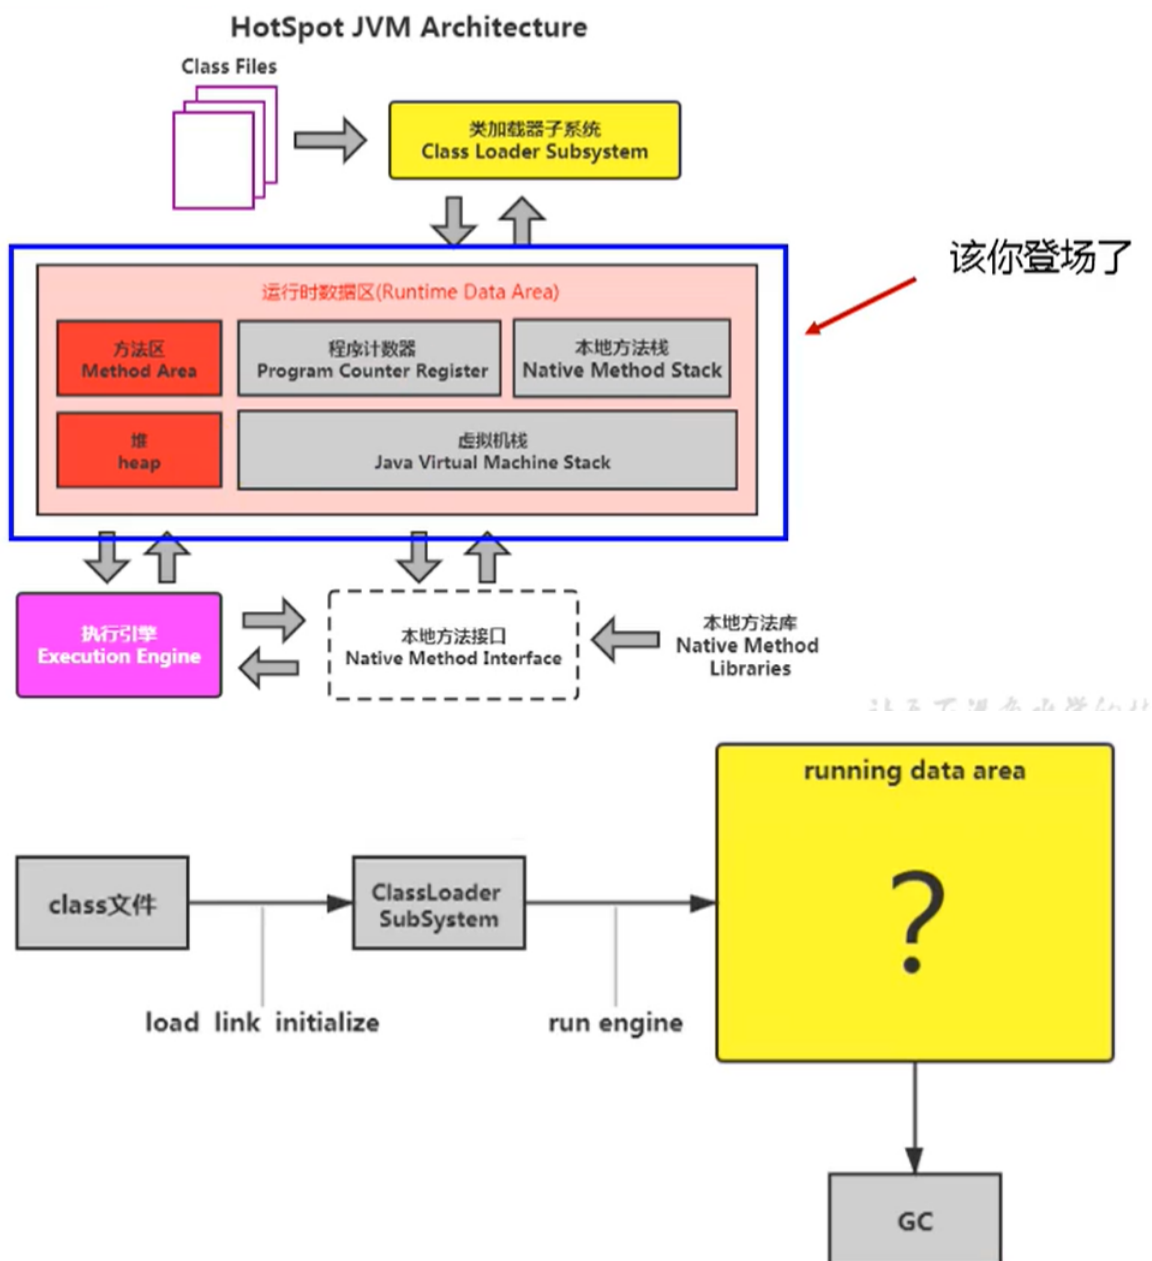 HotSpot JVM Architecture
Class Files
类加载器子系统
Class Loader Subsystem
该你登场了
运行时数据区(Runtime Data Area)
方法区
Method Area
程序计数器
Program Counter Register
本地方法栈
Native Method Stack
堆
heap
虚拟机栈
Java Virtual Machine Stack
执行引擎
Execution Engine
本地方法接口
Native Method Interface
本地方法库
Native Method
Libraries
running data area
?
class文件
ClassLoader
SubSystem
load link initialize
run engine
GC